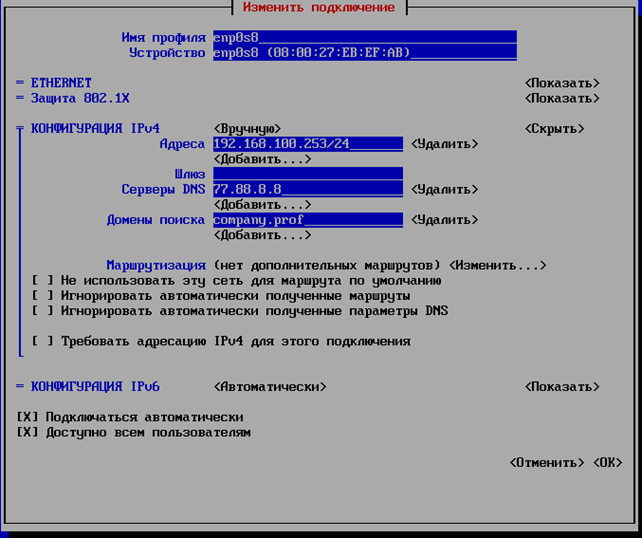 Изменить подключение
Имя профиля enp0s8
Устройство enp0s8 (08:00:27:EB:EF:AB)
= ETHERNET <Показать>
= Защита 802.1X <Показать>
КОНФИГУРАЦИЯ IPv4 <Вручную> <Скрыть>
Адреса 192.168.100.253/24 <Удалить>
<Добавить...>
Шлюз
Серверы DNS 77.88.8.8 <Удалить>
<Добавить...>
Домены поиска company.prof <Удалить>
<Добавить...>
Маршрутизация (нет дополнительных маршрутов) <Изменить...>
[ ] Не использовать эту сеть для маршрута по умолчанию
[ ] Игнорировать автоматически полученные маршруты
[ ] Игнорировать автоматически полученные параметры DNS
[ ] Требовать адресацию IPv4 для этого подключения
= КОНФИГУРАЦИЯ IPv6 <Автоматически> <Показать>
[X] Подключаться автоматически
[X] Доступно всем пользователям
<Отменить> <OK>